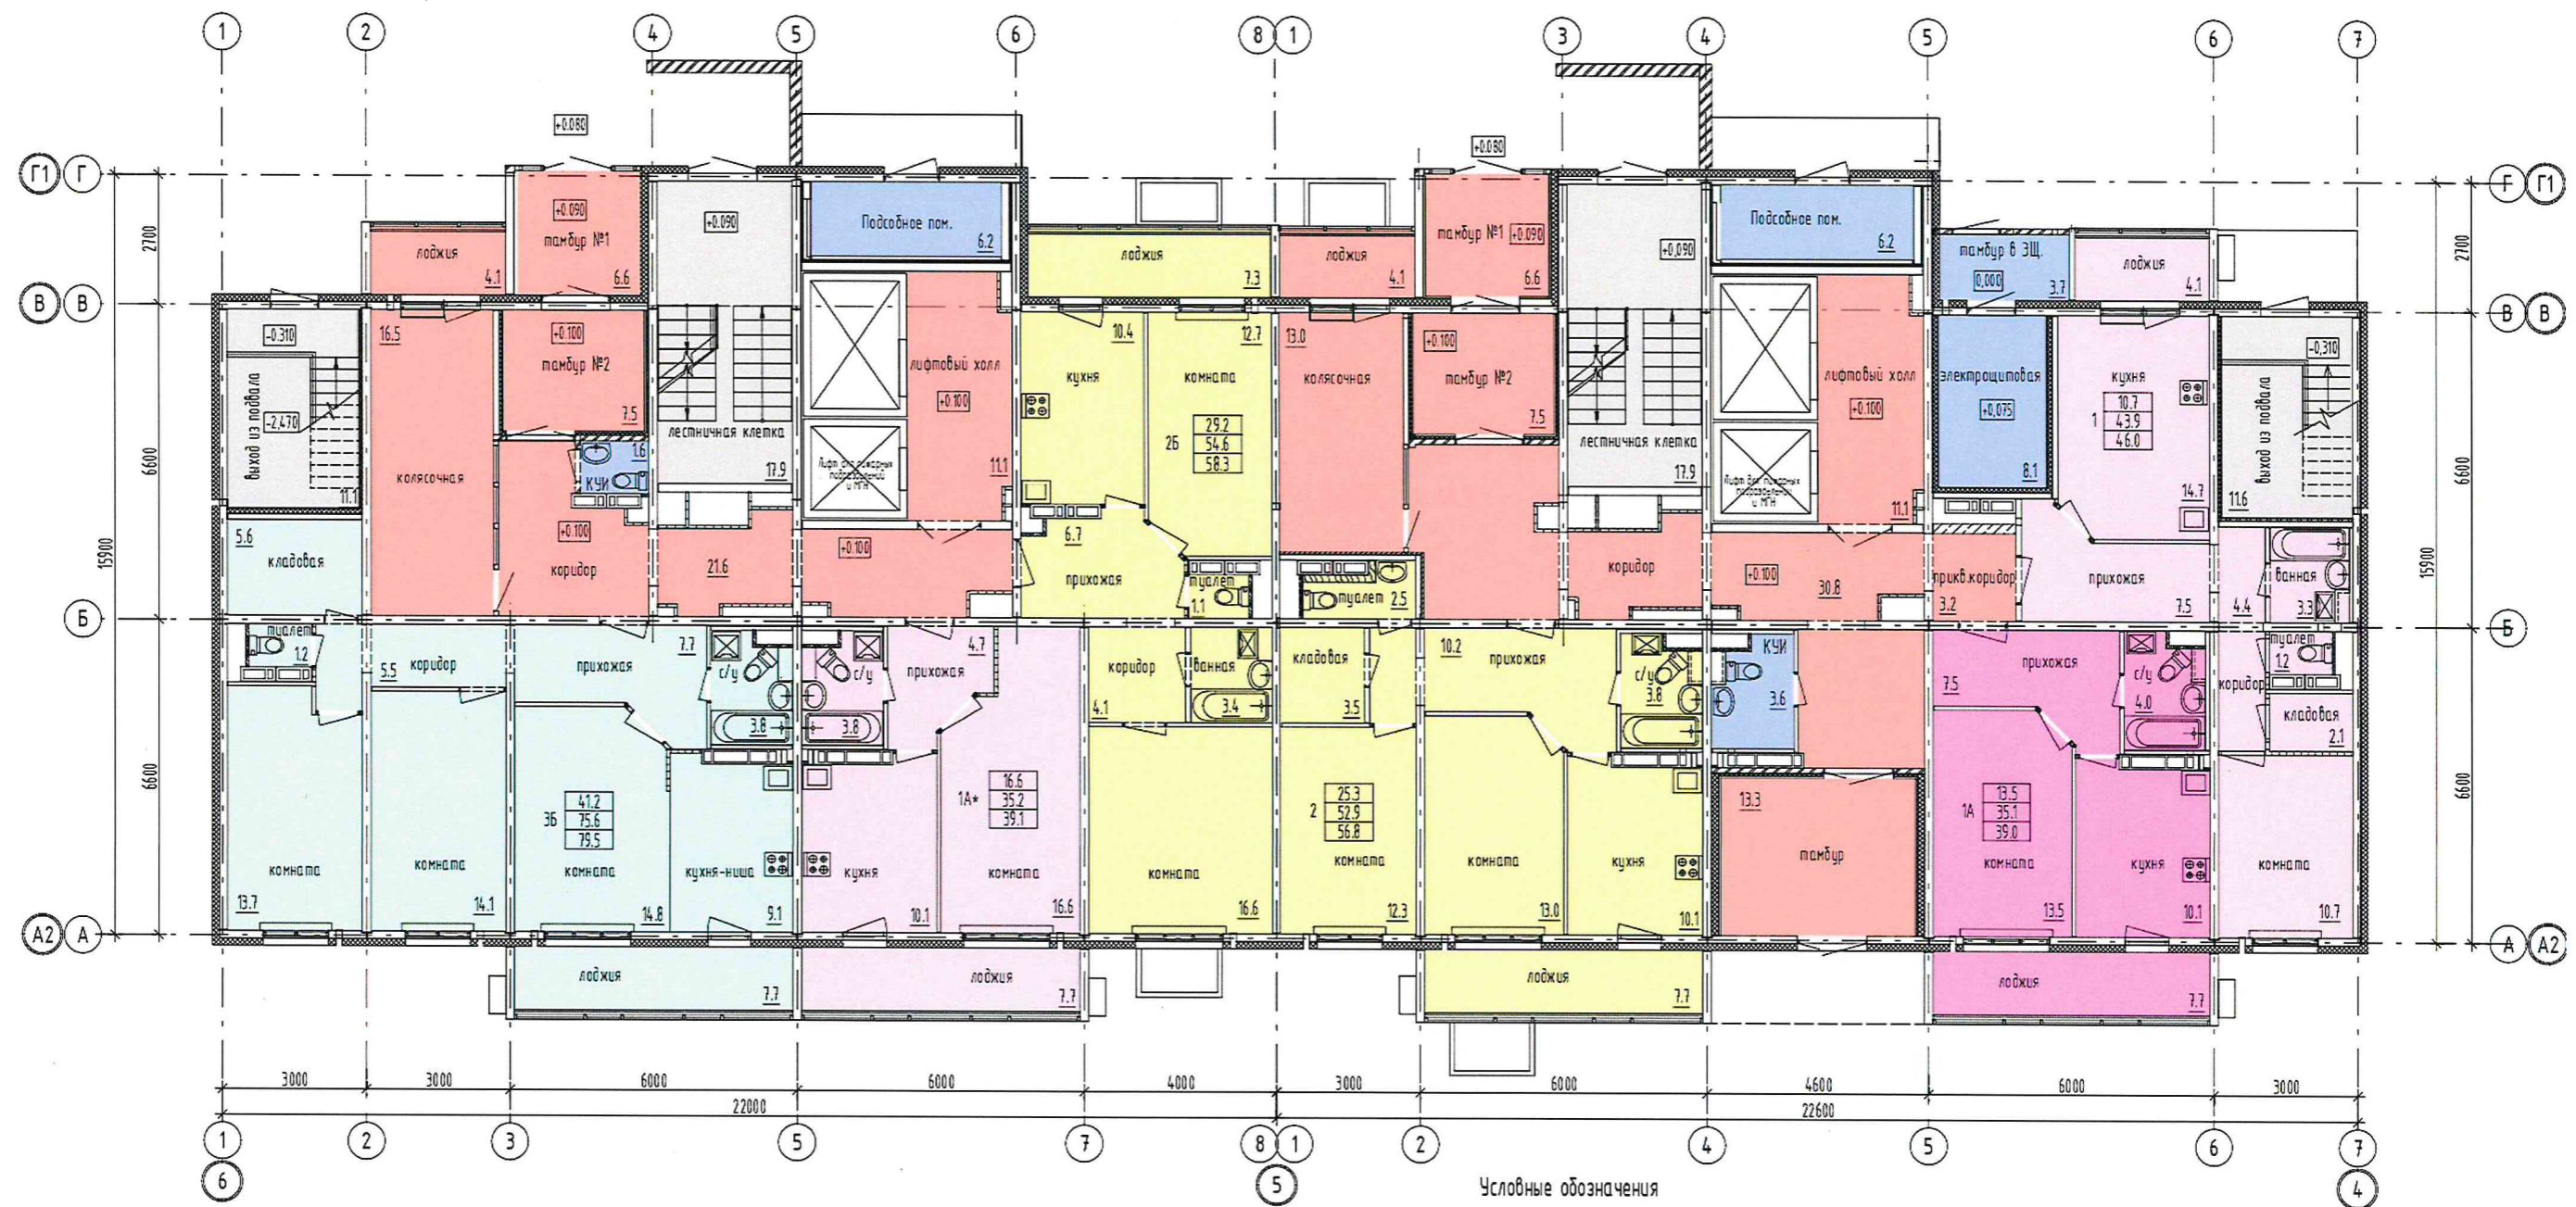 1 2 4 5 6 8 1 3 4 5 6 7
+0.080
+0.080
Г1 Г
Г Г1
+0.090
тамбур №1
6.6
+0.090
Подсобное пом.
6.2
тамбур №1 +0.090
6.6
+0.090
Подсобное пом.
6.2
лоджия
4.1
лоджия
7.3
лоджия
4.1
тамбур в ЭЩ.
0,000
3.7
лоджия
4.1
2700
2700
В В
В В
-0.310
выход из подвала
-2.470
11.1
16.5
колясочная
+0.100
тамбур №2
7.5
1.6
КУИ
лестничная клетка
17.9
лифтовый холл
+0.100
11.1
Лифт для пожарных
подразделений
и МГН
10.4
кухня
12.7
комната
2Б
29.2
54.6
58.3
13.0
колясочная
+0.100
тамбур №2
7.5
лестничная клетка
17.9
лифтовый холл
+0.100
11.1
Лифт для пожарных
подразделений
и МГН
электрощитовая
+0,075
8.1
кухня
1
10.7
43.9
46.0
14.7
-0,310
выход из подвала
11.6
6600
15900
6600
15900
5.6
кладовая
+0.100
коридор
21.6
+0.100
6.7
прихожая
туалет
1.1
туалет 2.5
коридор
+0.100
30.8
прикв.коридор
3.2
прихожая
7.5
4.4
ванная
3.3
Б
Б
туалет
1.2
5.5
коридор
7.7
прихожая
с/у
3.8
с/у
3.8
4.7
прихожая
коридор
4.1
ванная
3.4
кладовая
3.5
10.2
прихожая
с/у
3.8
КУИ
3.6
прихожая
7.5
с/у
4.0
коридор
туалет
1.2
кладовая
2.1
6600
6600
комната
13.7
комната
14.1
3Б
41.2
75.6
79.5
комната
14.8
кухня-ниша
9.1
кухня
10.1
1А*
16.6
35.2
39.1
комната
16.6
комната
16.6
2
25.3
52.9
56.8
комната
12.3
комната
13.0
кухня
10.1
13.3
тамбур
1А
13.5
35.1
39.0
комната
13.5
кухня
10.1
комната
10.7
А2 А
А А2
лоджия
7.7
лоджия
7.7
лоджия
7.7
лоджия
7.7
3000 3000 6000 6000 4000 3000 6000 4600 6000 3000
22000 22600
1 2 3 5 7 8 1 2 4 5 6 7
6 5 4
Условные обозначения